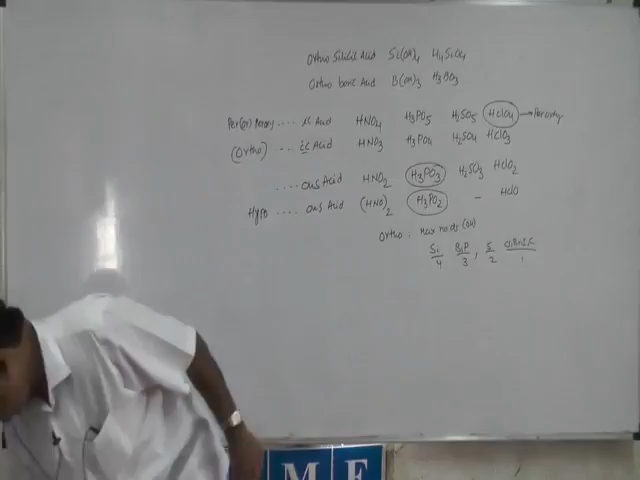 Ortho Silicic Acid Si(OH)4 H4SiO4
Ortho boric Acid B(OH)3 H3BO3
Per(or) Peroxy .... ic Acid HNO4 H3PO5 H2SO5 HClO4 → Peroxy
(Ortho) ... ic Acid HNO3 H3PO4 H2SO4 HClO3
.... ous Acid HNO2 H3PO3 H2SO3 HClO2
Hypo .... ous Acid (HNO)2 H3PO2 - HClO
Ortho : Max no of (OH)
Si/4 B,P/3 , S/2 /1
M E